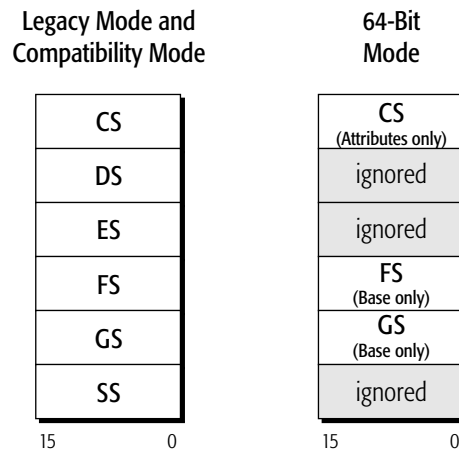 Legacy Mode and
Compatibility Mode
CS
DS
ES
FS
GS
SS
15 0
64-Bit
Mode
CS
(Attributes only)
ignored
ignored
FS
(Base only)
GS
(Base only)
ignored
15 0